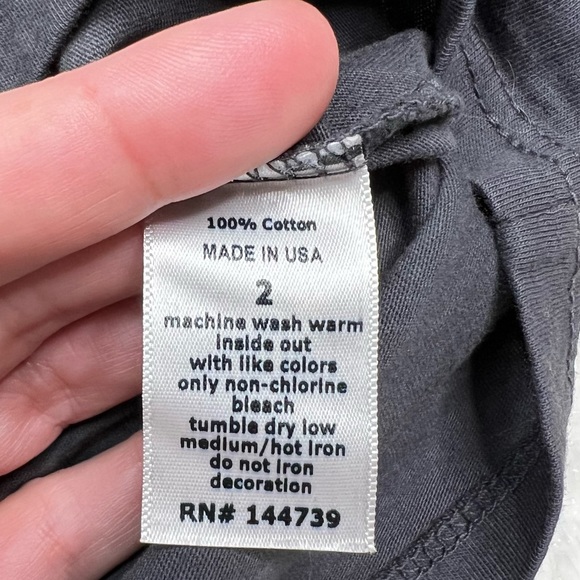 100% Cotton
MADE IN USA
2
machine wash warm
inside out
with like colors
only non-chlorine
bleach
tumble dry low
medium/hot iron
do not iron
decoration
RN# 144739